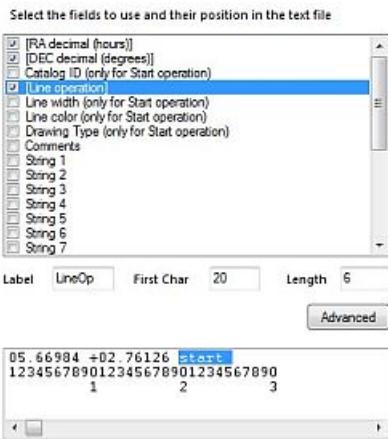 Select the fields to use and their position in the text file
[RA decimal (hours)]
[DEC decimal (degrees)]
Catalog ID (only for Start operation)
[Line operation]
Line width (only for Start operation)
Line color (only for Start operation)
Drawing Type (only for Start operation)
Comments
String 1
String 2
String 3
String 4
String 5
String 6
String 7
Label LineOp First Char 20 Length 6
Advanced
05.66984 +02.76126 start
123456789012345678901234567890
1 2 3